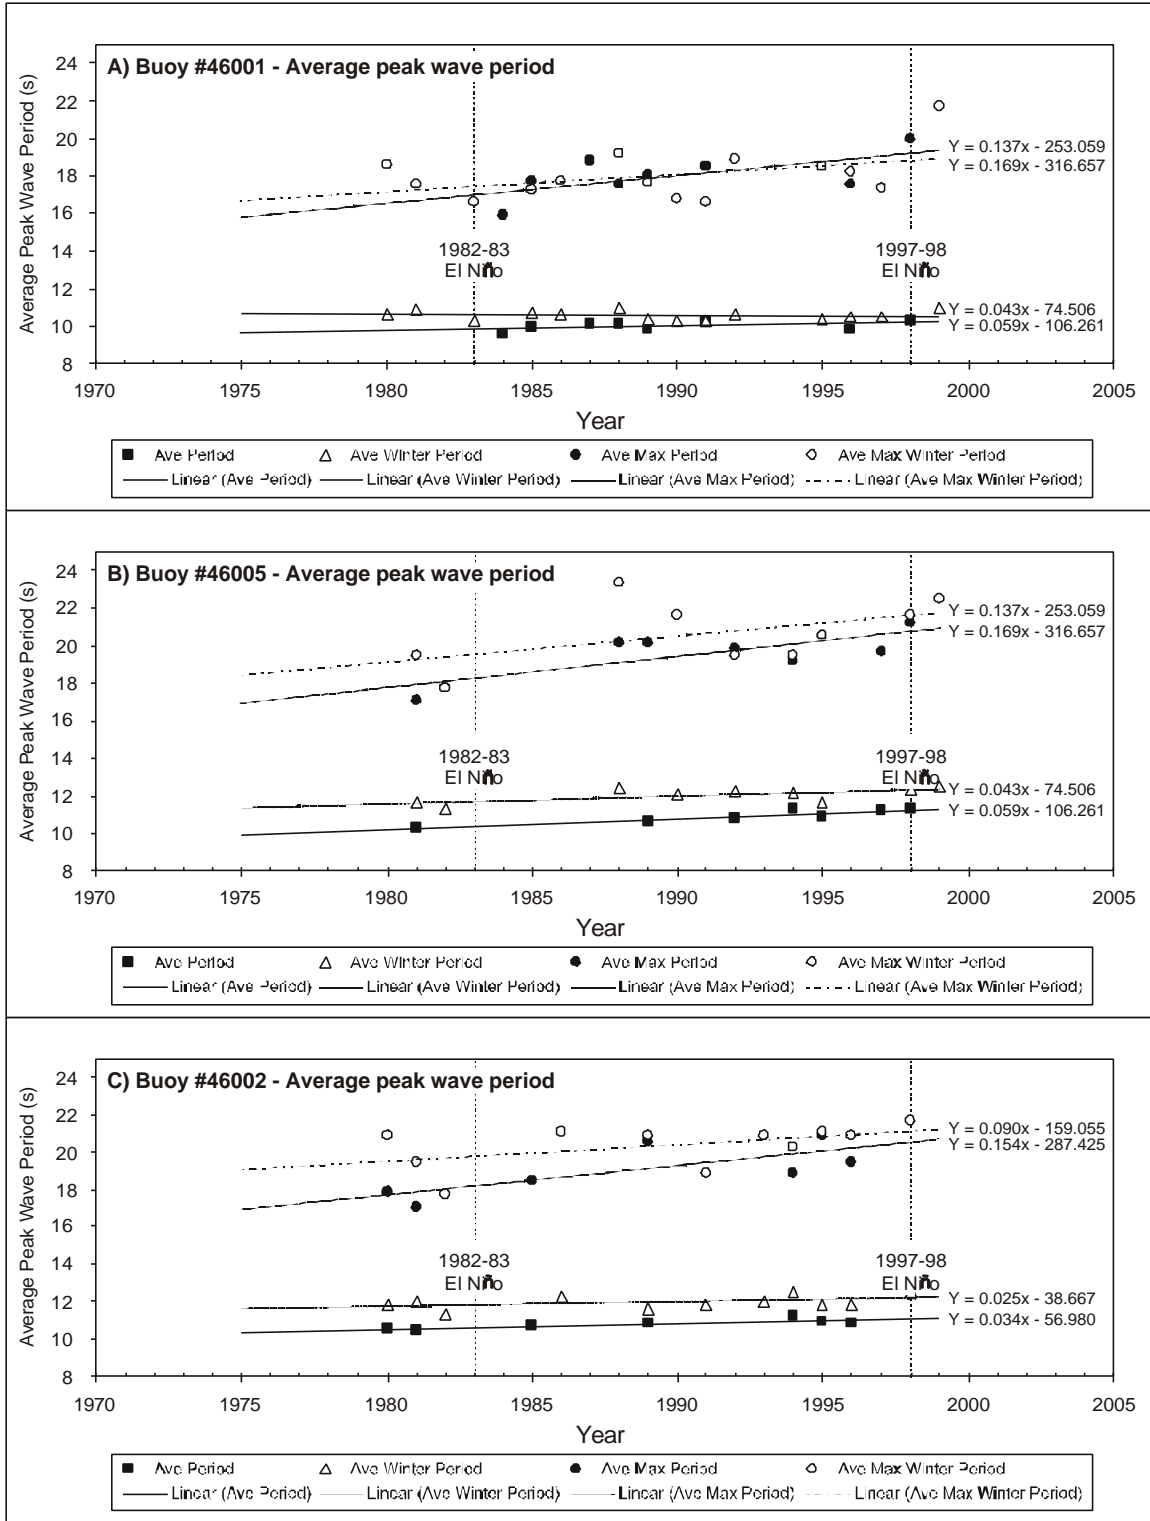 A) Buoy #46001 - Average peak wave period
Average Peak Wave Period (s)
24
22
20
18
16
14
12
10
8
Y = 0.137x - 253.059
Y = 0.169x - 316.657
1982-83
El Niño
1997-98
El Niño
Y = 0.043x - 74.506
Y = 0.059x - 106.261
1970 1975 1980 1985 1990 1995 2000 2005
Year
Ave Period Ave Winter Period Ave Max Period Ave Max Winter Period
Linear (Ave Period) Linear (Ave Winter Period) Linear (Ave Max Period) Linear (Ave Max Winter Period)
B) Buoy #46005 - Average peak wave period
Average Peak Wave Period (s)
24
22
20
18
16
14
12
10
8
Y = 0.137x - 253.059
Y = 0.169x - 316.657
1982-83
El Niño
1997-98
El Niño
Y = 0.043x - 74.506
Y = 0.059x - 106.261
1970 1975 1980 1985 1990 1995 2000 2005
Year
Ave Period Ave Winter Period Ave Max Period Ave Max Winter Period
Linear (Ave Period) Linear (Ave Winter Period) Linear (Ave Max Period) Linear (Ave Max Winter Period)
C) Buoy #46002 - Average peak wave period
Average Peak Wave Period (s)
24
22
20
18
16
14
12
10
8
Y = 0.090x - 159.055
Y = 0.154x - 287.425
1982-83
El Niño
1997-98
El Niño
Y = 0.025x - 38.667
Y = 0.034x - 56.980
1970 1975 1980 1985 1990 1995 2000 2005
Year
Ave Period Ave Winter Period Ave Max Period Ave Max Winter Period
Linear (Ave Period) Linear (Ave Winter Period) Linear (Ave Max Period) Linear (Ave Max Winter Period)